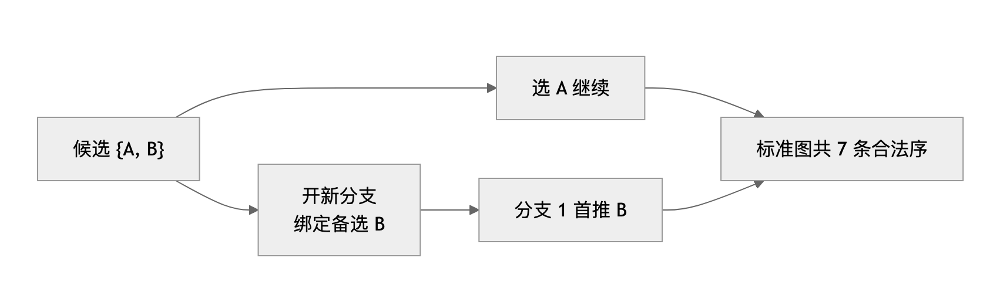 候选 {A, B}
选 A 继续
开新分支
绑定备选 B
分支 1 首推 B
标准图共 7 条合法序